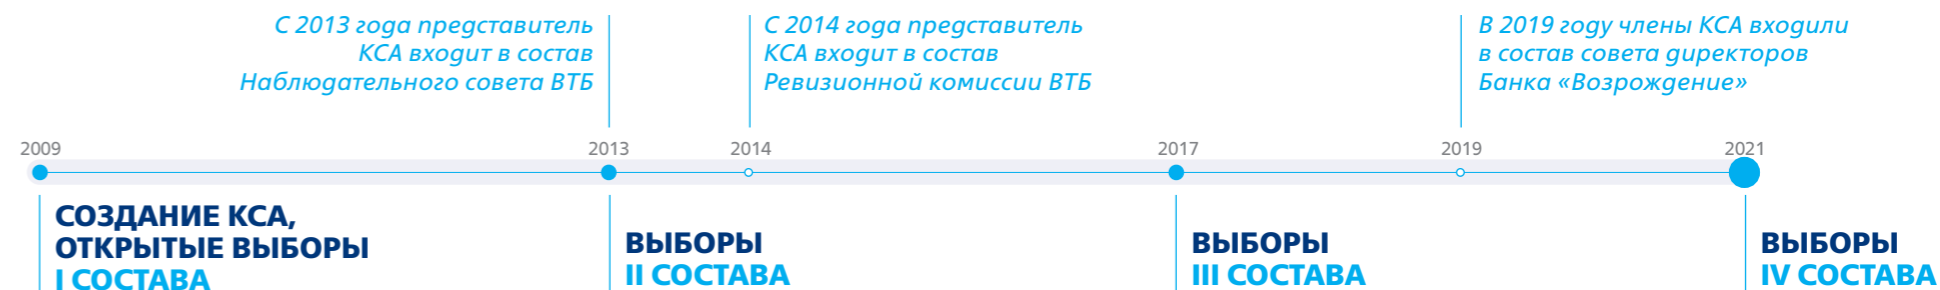 С 2013 года представитель
КСА входит в состав
Наблюдательного совета ВТБ
С 2014 года представитель
КСА входит в состав
Ревизионной комиссии ВТБ
В 2019 году члены КСА входили
в состав совета директоров
Банка «Возрождение»
2009
2013
2014
2017
2019
2021
СОЗДАНИЕ КСА,
ОТКРЫТЫЕ ВЫБОРЫ
I СОСТАВА
ВЫБОРЫ
II СОСТАВА
ВЫБОРЫ
III СОСТАВА
ВЫБОРЫ
IV СОСТАВА